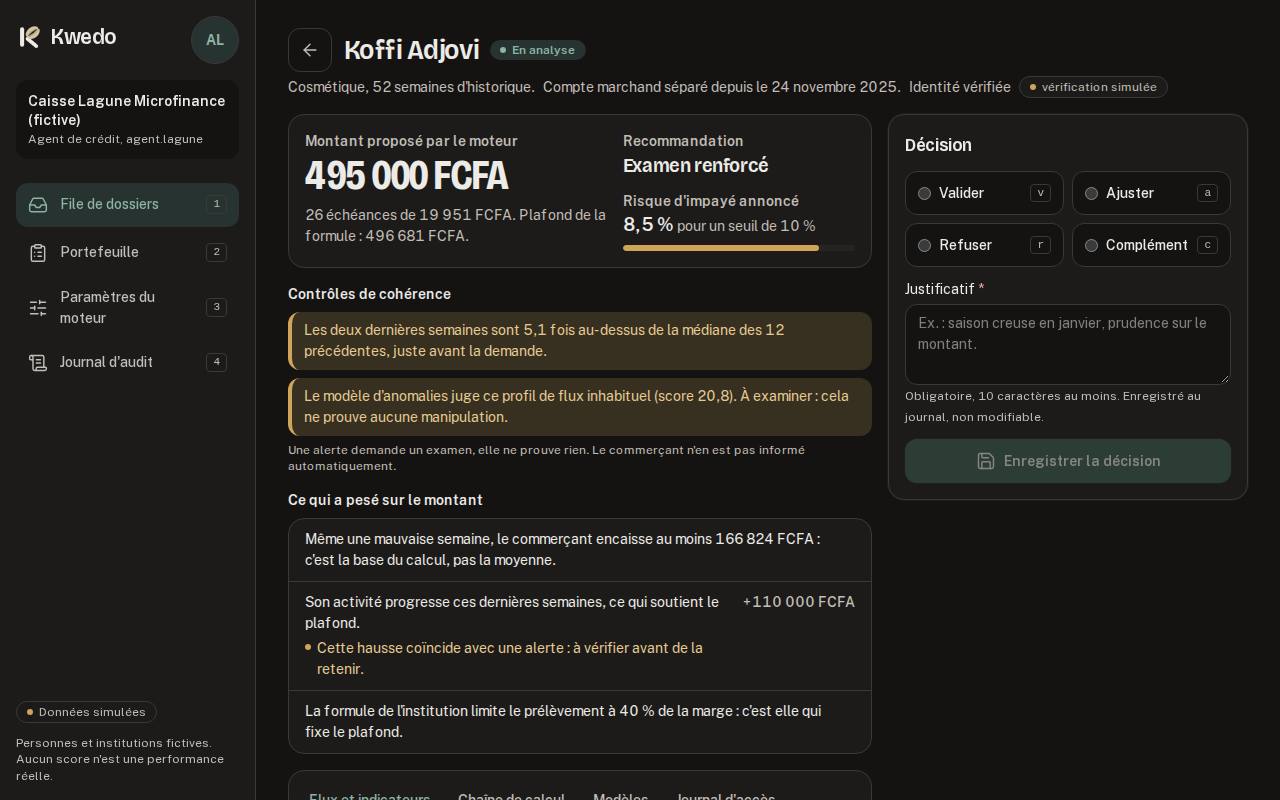 Kwedo
AL
Caisse Lagune Microfinance
(fictive)
Agent de crédit, agent.lagune
File de dossiers 1
Portefeuille 2
Paramètres du
moteur 3
Journal d'audit 4
Données simulées
Personnes et institutions fictives.
Aucun score n'est une performance
réelle.
Koffi Adjovi
En analyse
Cosmétique, 52 semaines d'historique. Compte marchand séparé depuis le 24 novembre 2025. Identité vérifiée vérification simulée
Montant proposé par le moteur
495 000 FCFA
26 échéances de 19 951 FCFA. Plafond de la
formule : 496 681 FCFA.
Recommandation
Examen renforcé
Risque d'impayé annoncé
8,5 % pour un seuil de 10 %
Contrôles de cohérence
Les deux dernières semaines sont 5,1 fois au-dessus de la médiane des 12
précédentes, juste avant la demande.
Le modèle d'anomalies juge ce profil de flux inhabituel (score 20,8). À examiner : cela
ne prouve aucune manipulation.
Une alerte demande un examen, elle ne prouve rien. Le commerçant n'en est pas informé
automatiquement.
Ce qui a pesé sur le montant
Même une mauvaise semaine, le commerçant encaisse au moins 166 824 FCFA :
c'est la base du calcul, pas la moyenne.
Son activité progresse ces dernières semaines, ce qui soutient le
plafond.
+110 000 FCFA
Cette hausse coïncide avec une alerte : à vérifier avant de la
retenir.
La formule de l'institution limite le prélèvement à 40 % de la marge : c'est elle qui
fixe le plafond.
Flux et indicateurs Chaîne de calcul Modèles Journal d'accès
Décision
Valider v
Ajuster a
Refuser r
Complément c
Justificatif *
Ex. : saison creuse en janvier, prudence sur le
montant.
Obligatoire, 10 caractères au moins. Enregistré au
journal, non modifiable.
Enregistrer la décision